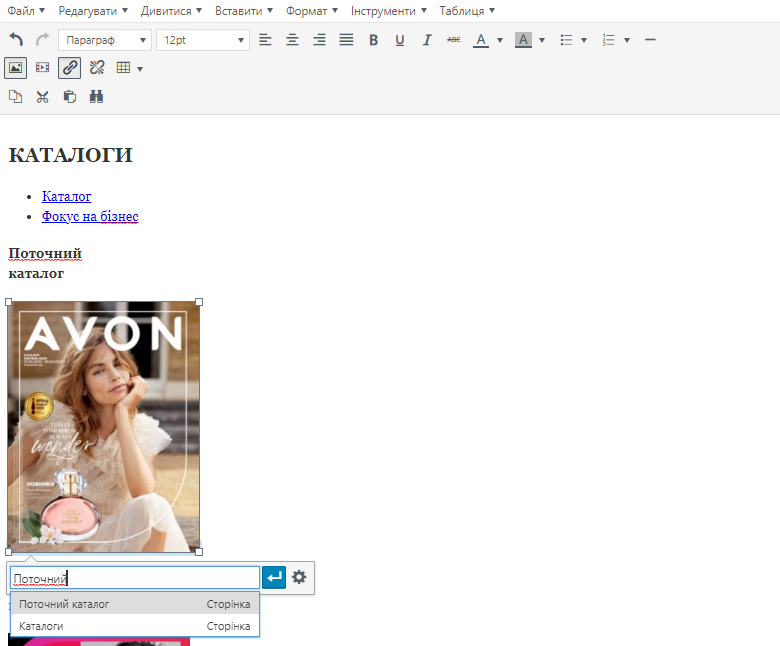 Файл Редагувати Дивитися Вставити Формат Інструменти Таблиця
Параграф 12pt B U I ABC A A
КАТАЛОГИ
Каталог
Фокус на бізнес
Поточний
каталог
AVON
wonder
НОВИНКА
Поточний
Поточний каталог Сторінка
Каталоги Сторінка